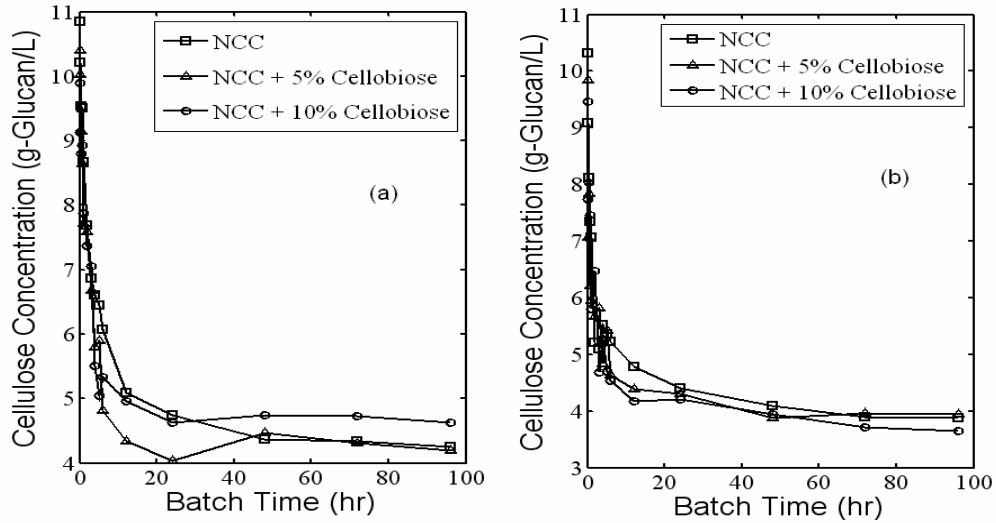 11
10
9
8
7
6
5
4
0
20
40
60
80
100
Cellulose Concentration (g-Glucan/L)
Batch Time (hr)
NCC
NCC + 5% Cellobiose
NCC + 10% Cellobiose
(a)
11
10
9
8
7
6
5
4
3
0
20
40
60
80
100
Cellulose Concentration (g-Glucan/L)
Batch Time (hr)
NCC
NCC + 5% Cellobiose
NCC + 10% Cellobiose
(b)